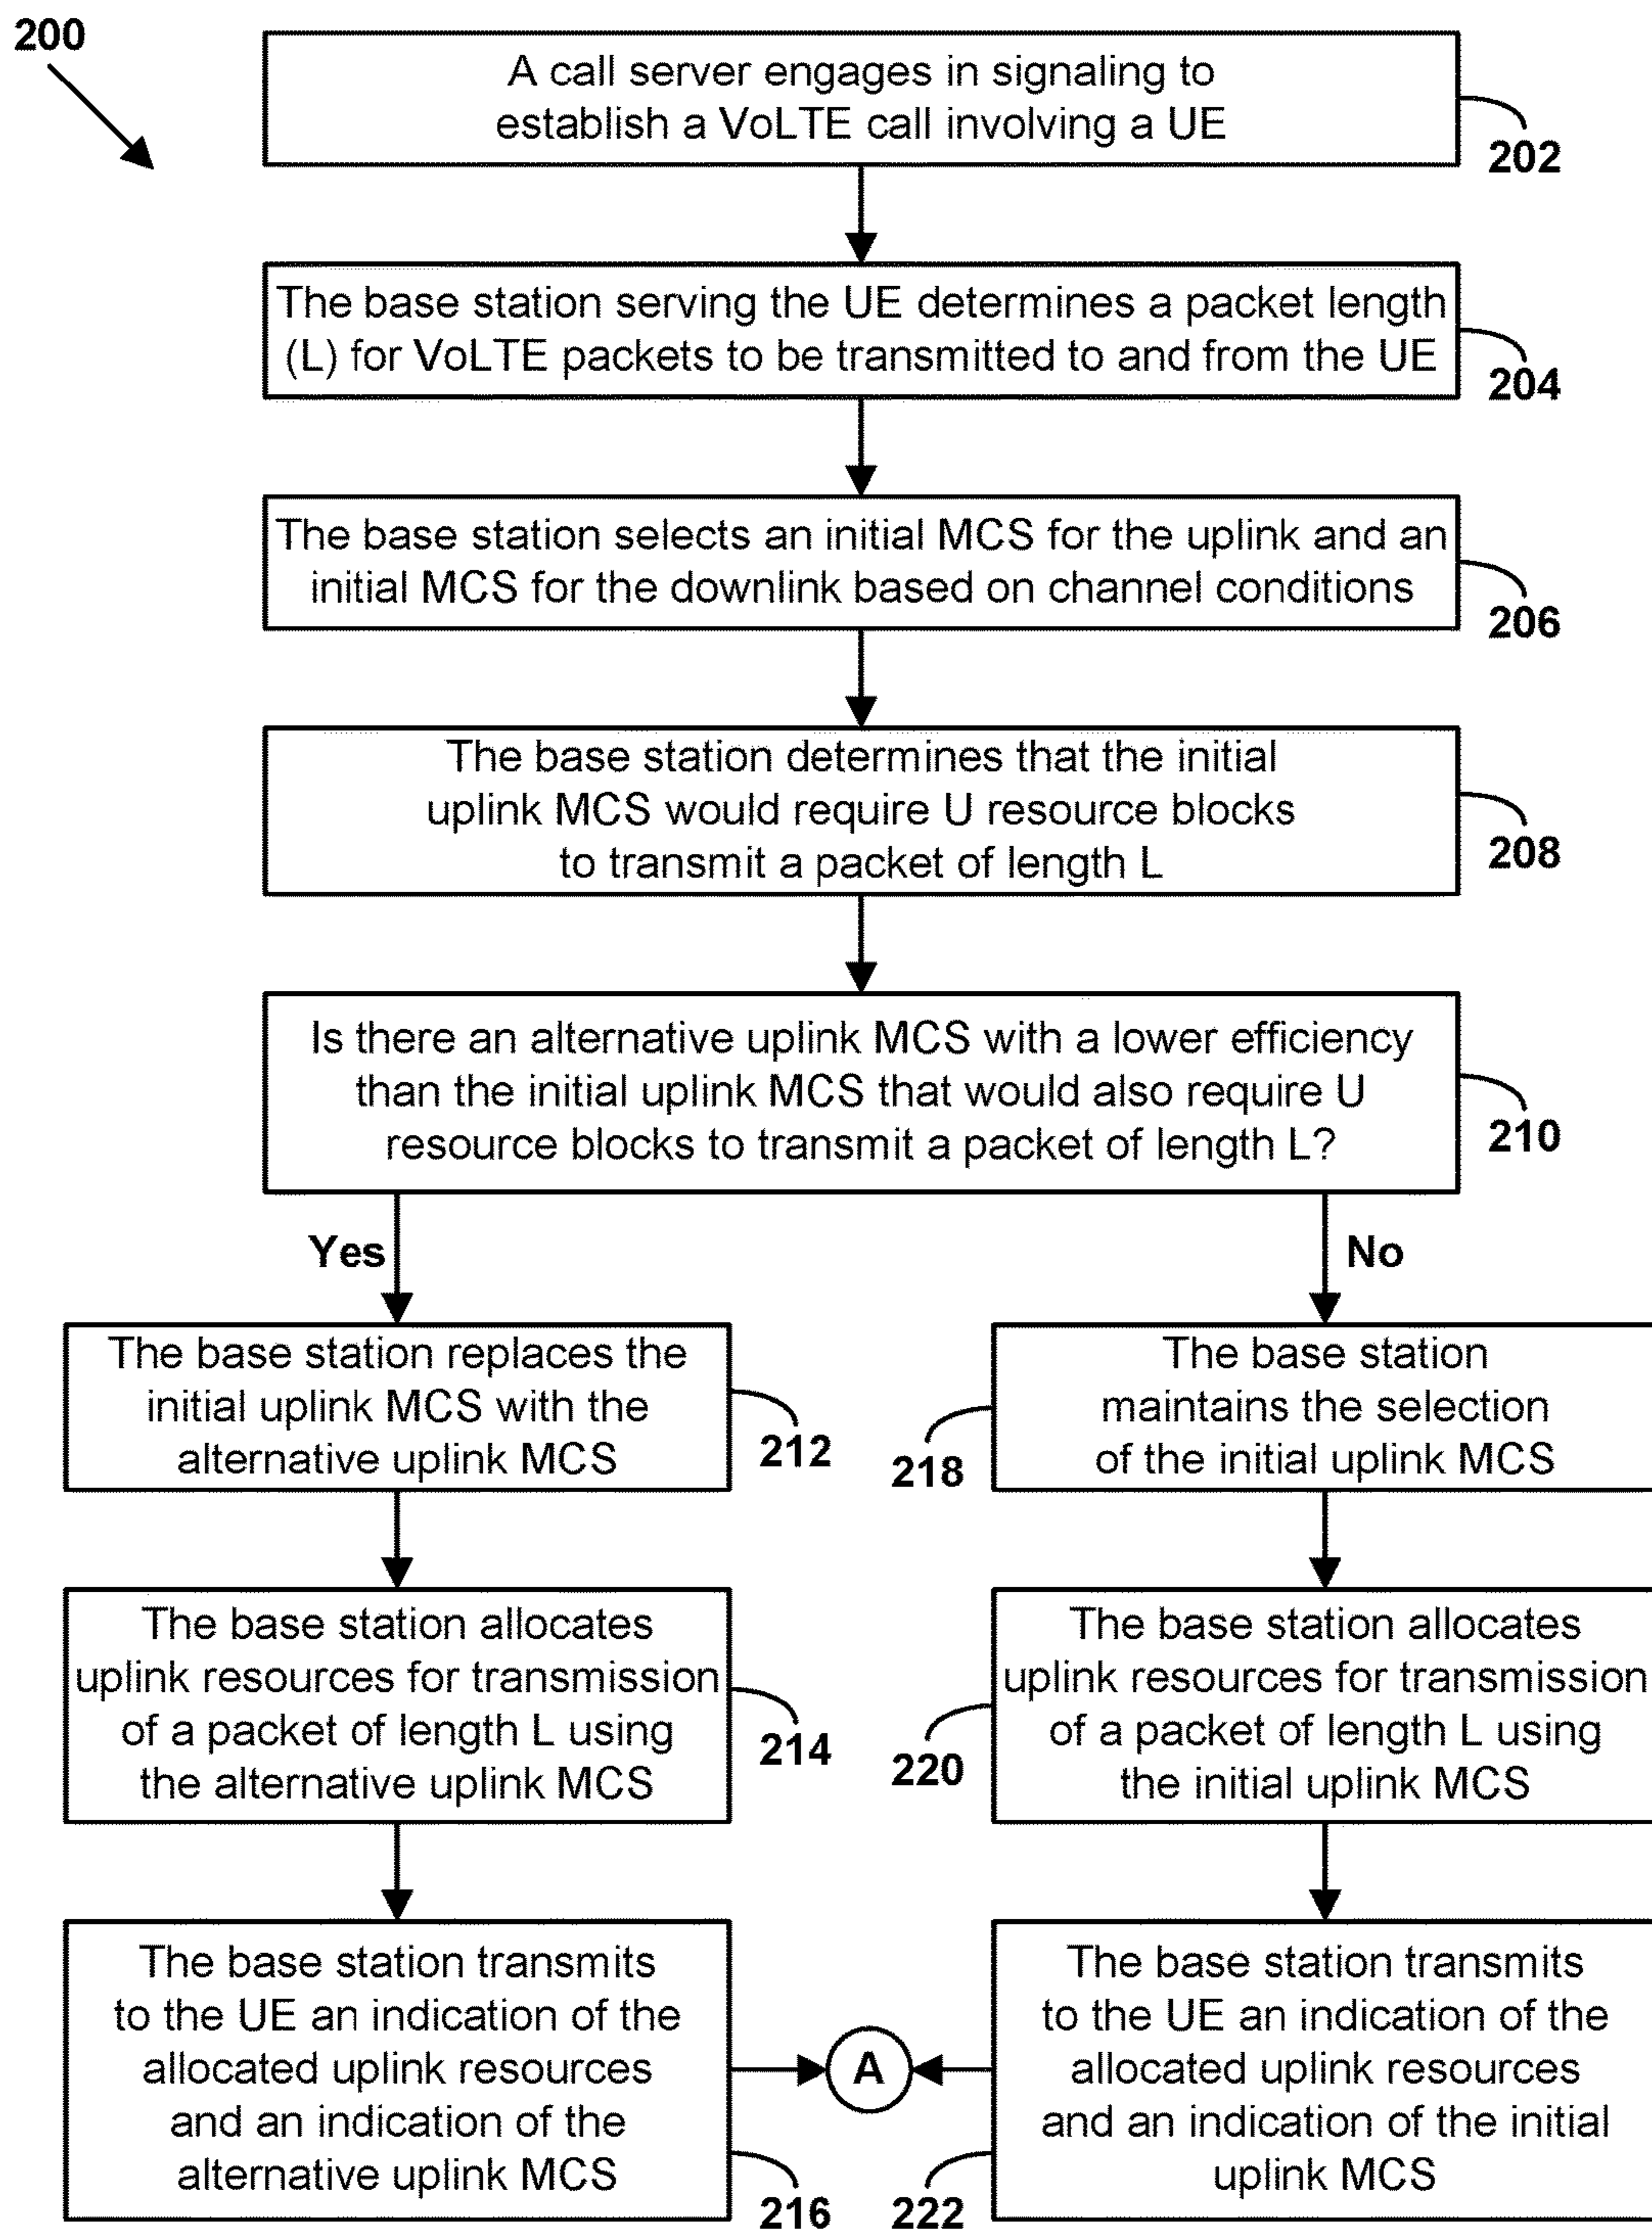 200
A call server engages in signaling to
establish a VoLTE call involving a UE
202
The base station serving the UE determines a packet length
(L) for VoLTE packets to be transmitted to and from the UE
204
The base station selects an initial MCS for the uplink and an
initial MCS for the downlink based on channel conditions
206
The base station determines that the initial
uplink MCS would require U resource blocks
to transmit a packet of length L
208
Is there an alternative uplink MCS with a lower efficiency
than the initial uplink MCS that would also require U
resource blocks to transmit a packet of length L?
210
Yes
No
The base station replaces the
initial uplink MCS with the
alternative uplink MCS
212
The base station
maintains the selection
of the initial uplink MCS
218
The base station allocates
uplink resources for transmission
of a packet of length L using
the alternative uplink MCS
214
The base station allocates
uplink resources for transmission
of a packet of length L using
the initial uplink MCS
220
The base station transmits
to the UE an indication of the
allocated uplink resources
and an indication of the
alternative uplink MCS
216
A
The base station transmits
to the UE an indication of the
allocated uplink resources
and an indication of the initial
uplink MCS
222